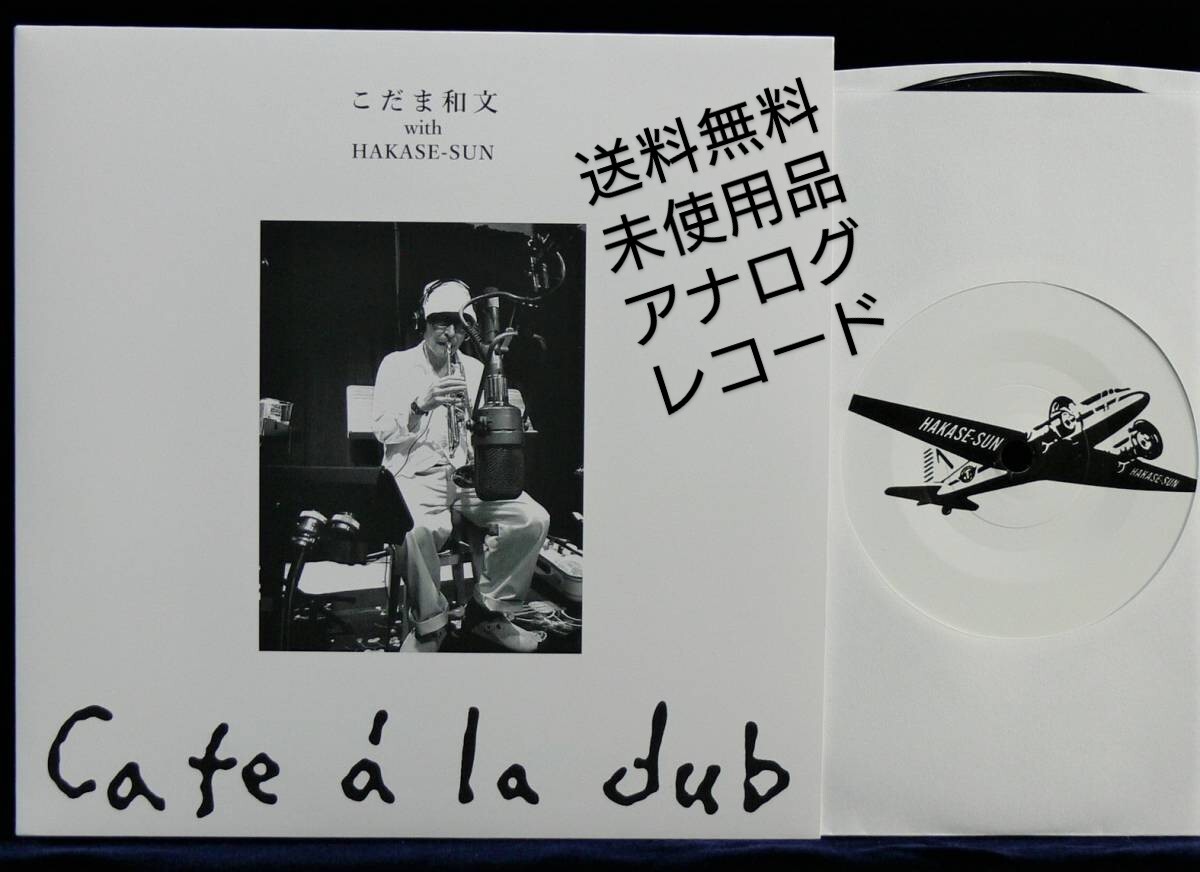 こだま和文
with
HAKASE-SUN
送料無料
未使用品
アナログ
レコード
HAKASE-SUN
HAKASE-SUN
Cafe á la dub